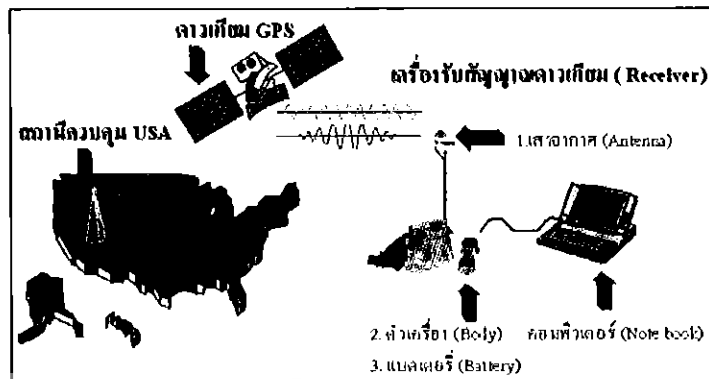 ดาวเทียม GPS
เครื่องรับสัญญาณดาวเทียม ( Receiver)
สถานีควบคุม USA
1.เสาอากาศ (Antenna)
2. ตัวเครื่อง (Body)
คอมพิวเตอร์ (Note book)
3. แบตเตอรี่ (Battery)